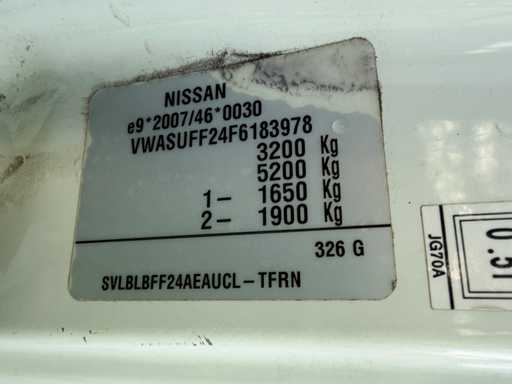 NISSAN
e9*2007/46*0030
VWASUFF24F6183978
3200 Kg
5200 Kg
1- 1650 Kg
2- 1900 Kg
326 G
SVLBLBFF24AEAUCL-TFRN
JG70A